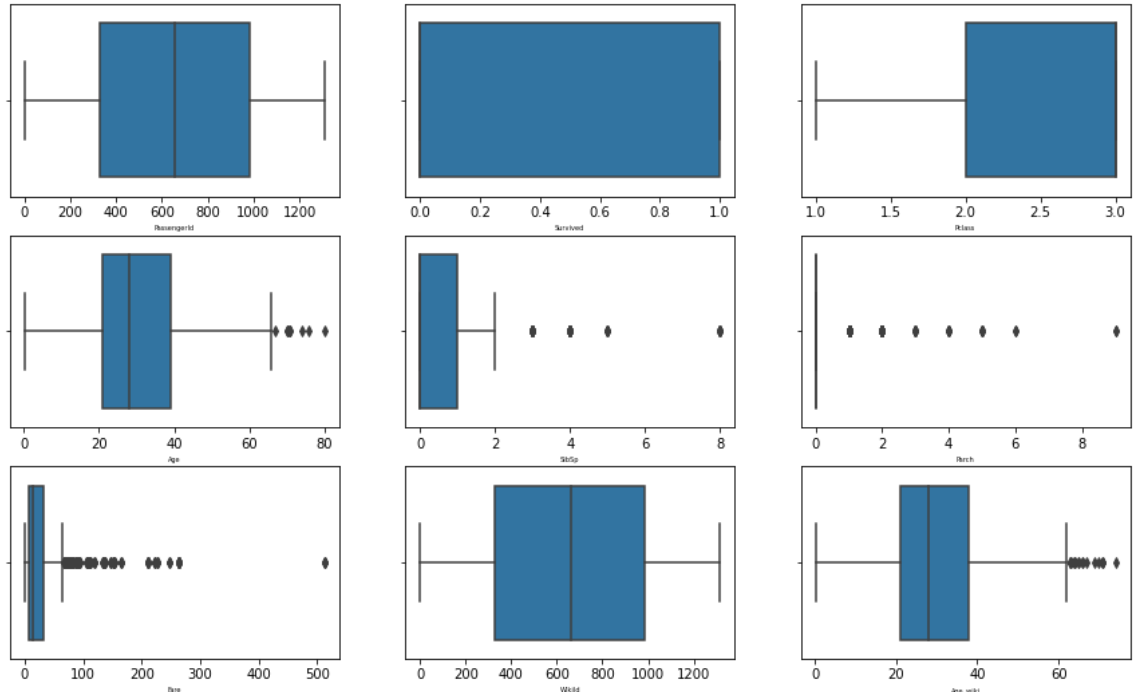 0 200 400 600 800 1000 1200
PassengerId
0.0 0.2 0.4 0.6 0.8 1.0
Survived
1.0 1.5 2.0 2.5 3.0
Pclass
0 20 40 60 80
Age
0 2 4 6 8
SibSp
0 2 4 6 8
Parch
0 100 200 300 400 500
Fare
0 200 400 600 800 1000
WikiId
0 20 40 60
Age_wiki